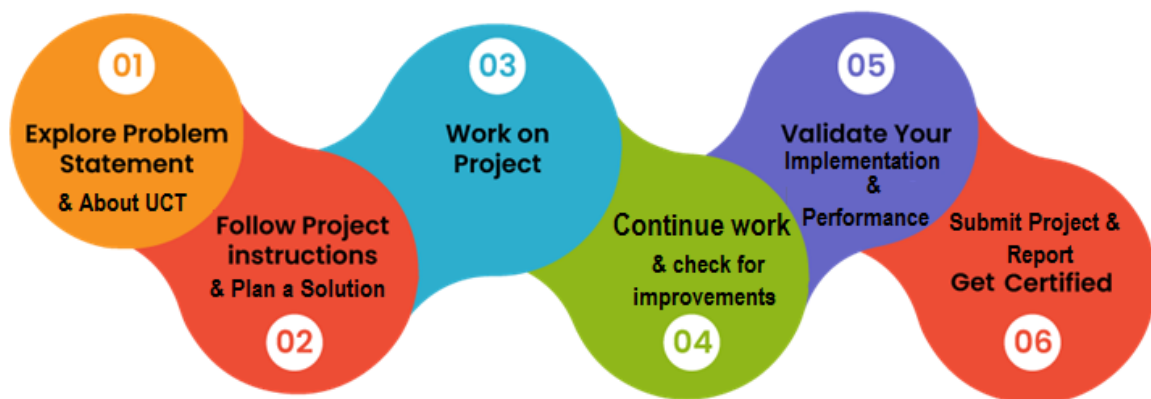 01
Explore Problem
Statement
& About UCT
Follow Project
instructions
& Plan a Solution
02
03
Work on
Project
Continue work
& check for
improvements
04
05
Validate Your
Implementation
&
Performance
Submit Project &
Report
Get Certified
06